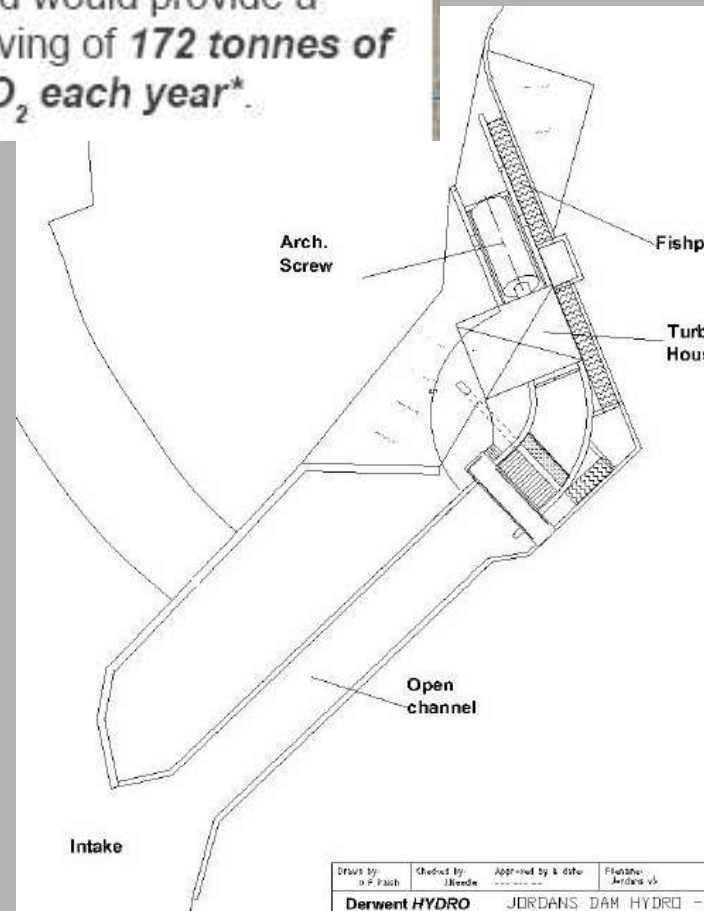 d would provide a
ving of 172 tonnes of
O₂ each year*.
Arch.
Screw
Fishp
Turb
Hous
Open
channel
Intake
Drawn by: Checked by: Approved by & date: Filename:
Derwent HYDRO JORDANS DAM HYDRO -